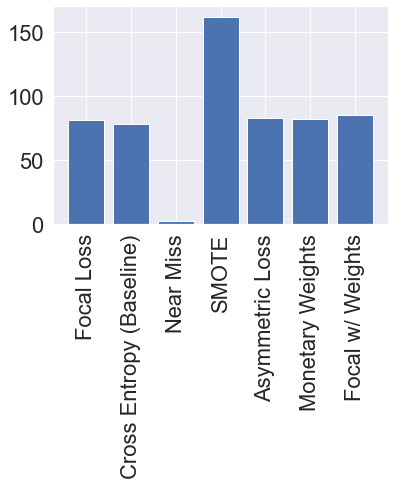 150
100
50
0
Focal Loss
Cross Entropy (Baseline)
Near Miss
SMOTE
Asymmetric Loss
Monetary Weights
Focal w/ Weights